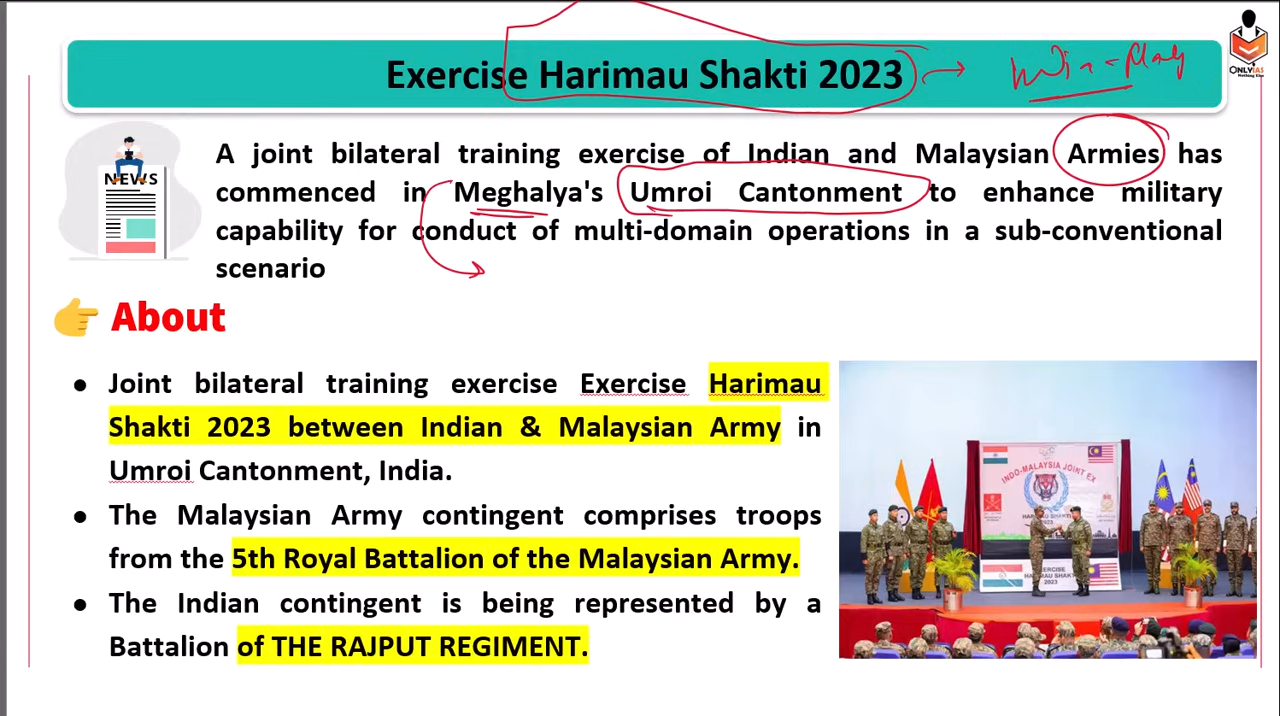 Exercise Harimau Shakti 2023
ONLYIAS
Nothing Else
NEWS
A joint bilateral training exercise of Indian and Malaysian Armies has
commenced in Meghalya's Umroi Cantonment to enhance military
capability for conduct of multi-domain operations in a sub-conventional
scenario
About
● Joint bilateral training exercise Exercise Harimau
Shakti 2023 between Indian & Malaysian Army in
Umroi Cantonment, India.
● The Malaysian Army contingent comprises troops
from the 5th Royal Battalion of the Malaysian Army.
● The Indian contingent is being represented by a
Battalion of THE RAJPUT REGIMENT.
INDO-MALAYSIA JOINT EX
2023
EXERCISE
HARIMAU SHAKTI
2023